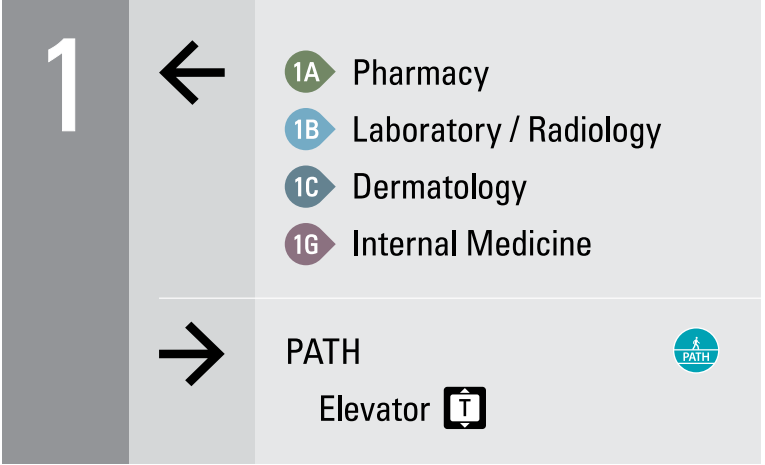 1
1A Pharmacy
1B Laboratory / Radiology
1C Dermatology
1G Internal Medicine
PATH
PATH
Elevator T